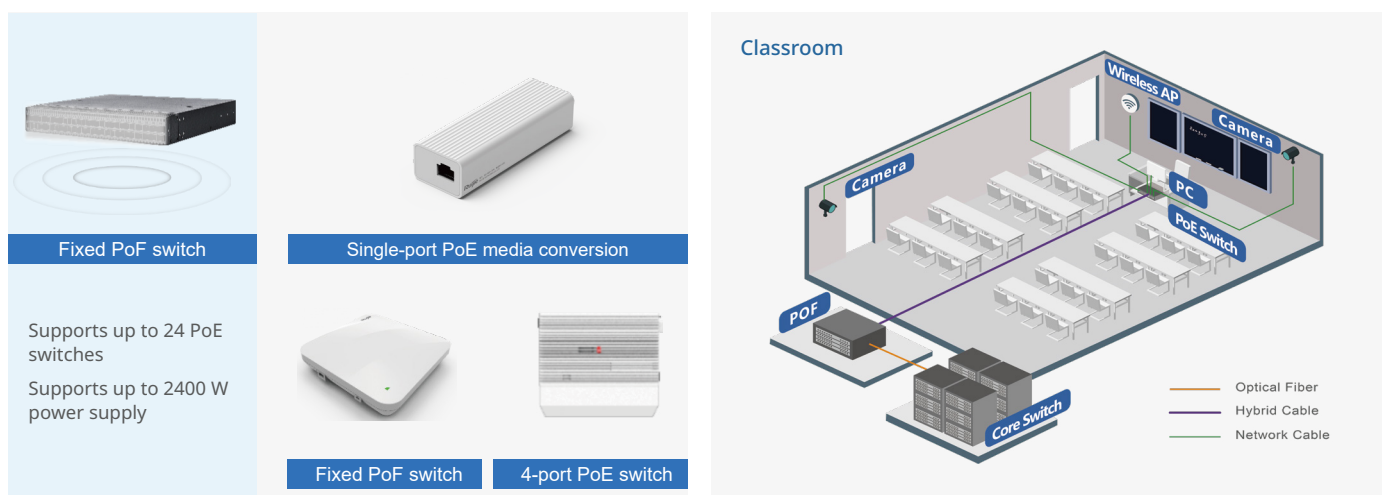 Fixed PoF switch
Single-port PoE media conversion
Supports up to 24 PoE
switches
Supports up to 2400 W
power supply
Fixed PoF switch
4-port PoE switch
Classroom
Wireless AP
Camera
Camera
PC
PoE Switch
POF
Core Switch
Optical Fiber
Hybrid Cable
Network Cable